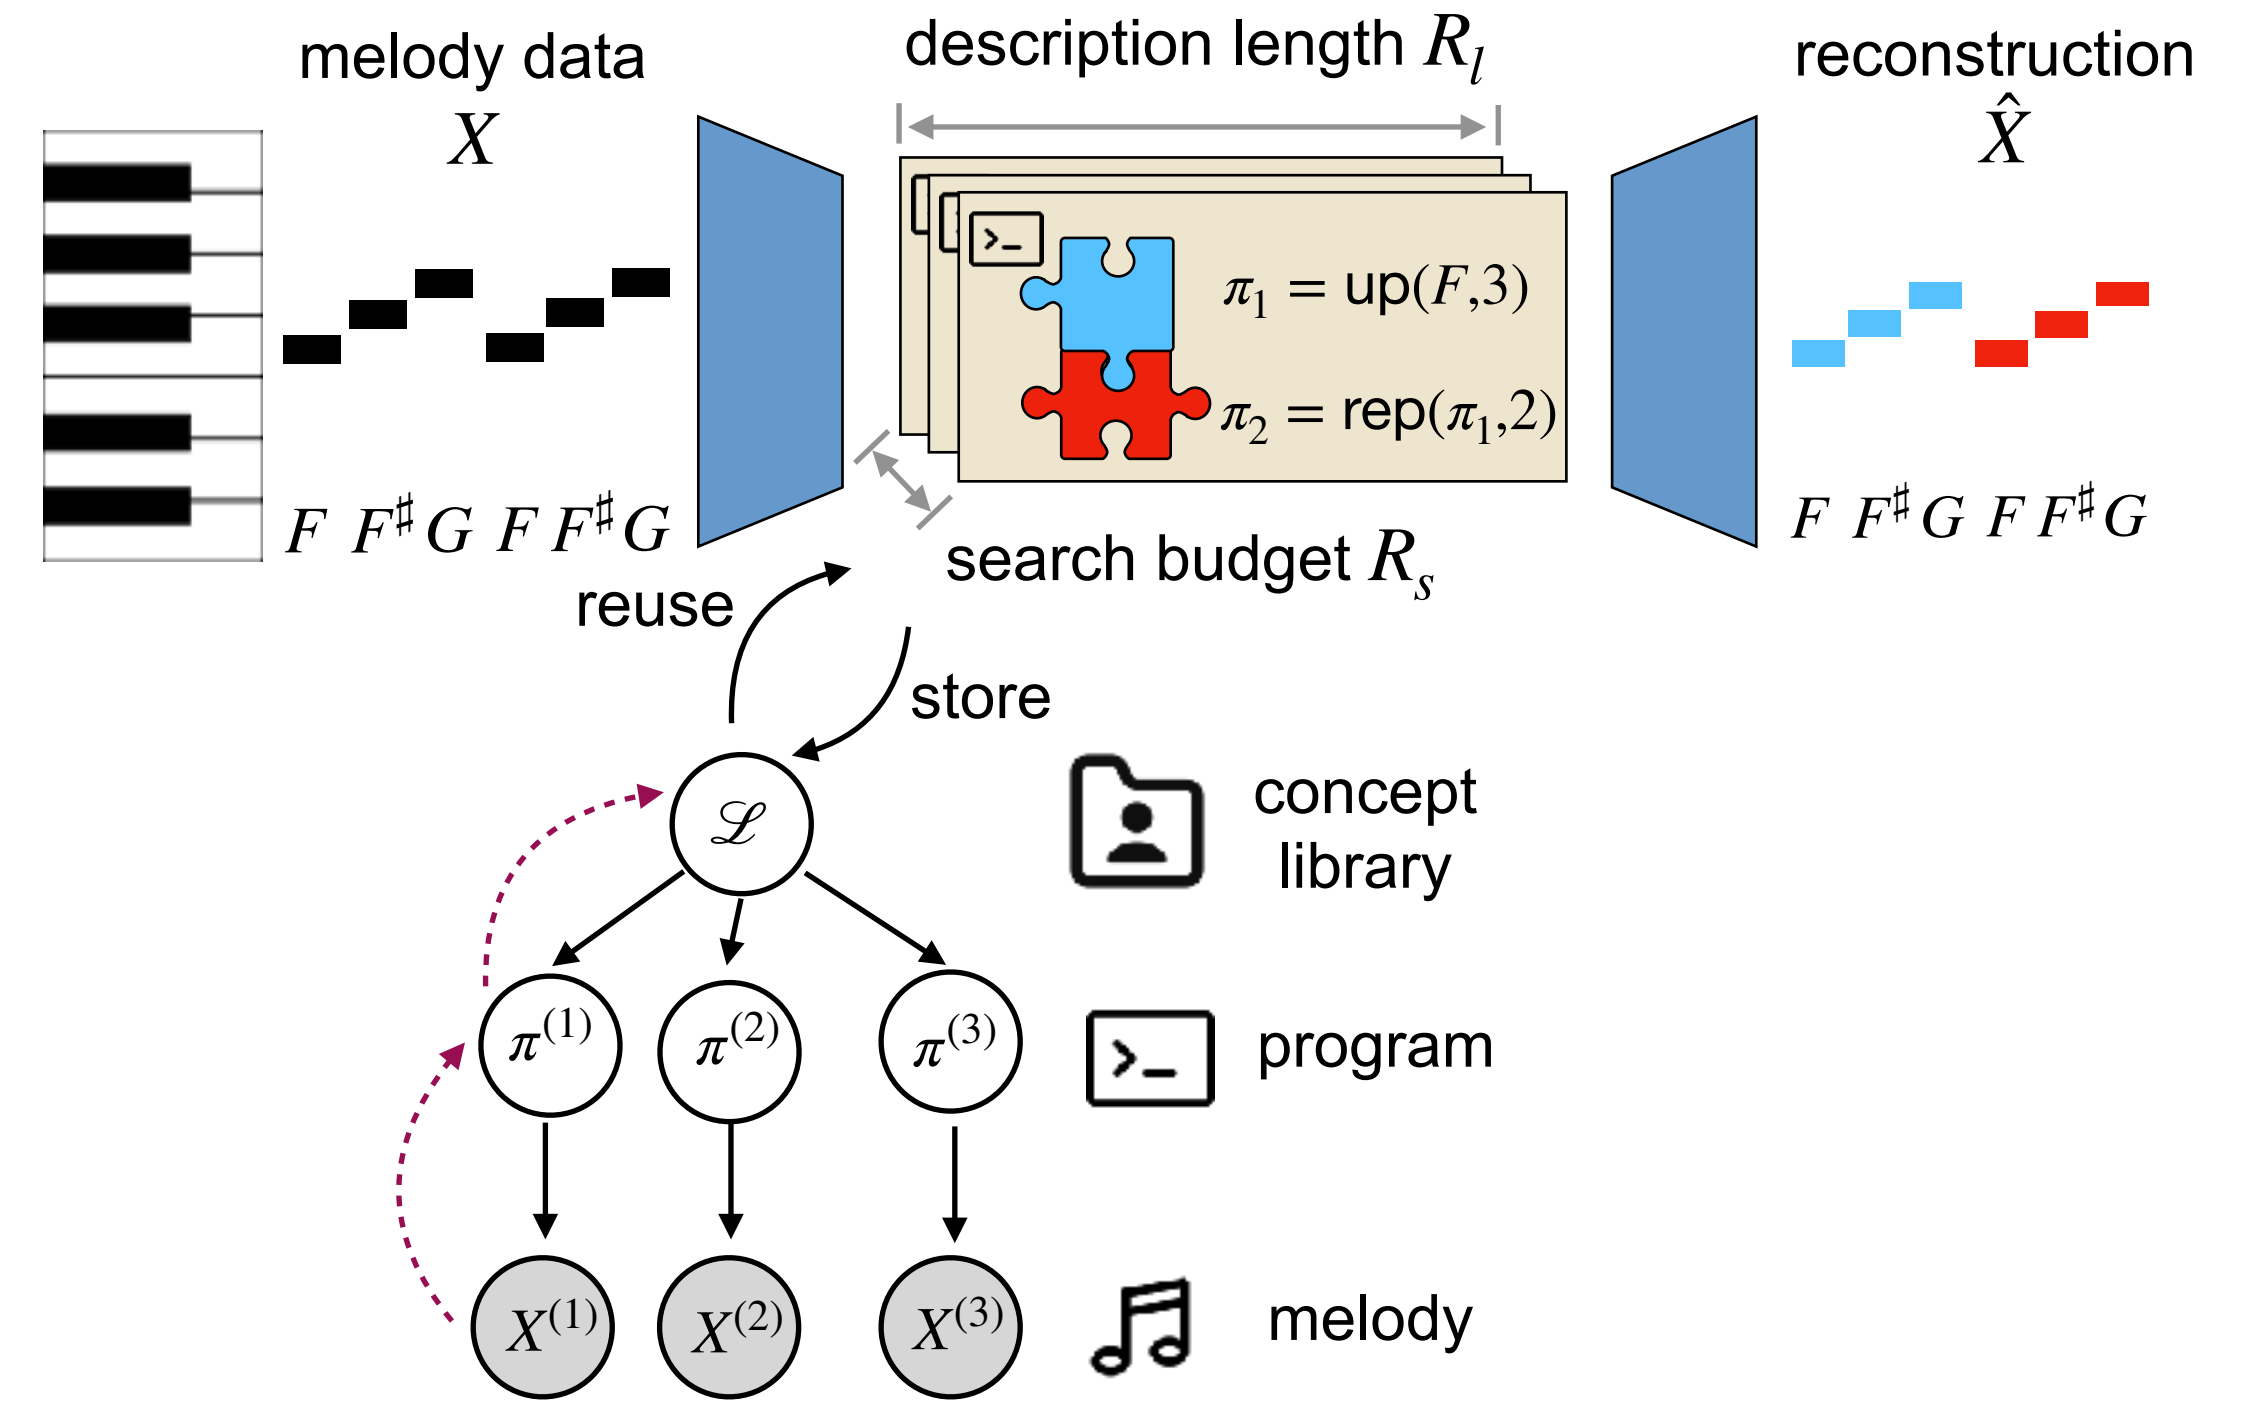 melody data
X
description length R_l
reconstruction
X̂
>_
π₁ = up(F,3)
π₂ = rep(π₁,2)
F F♯ G F F♯ G
F F♯ G F F♯ G
search budget R_s
reuse
store
ℒ
concept
library
π⁽¹⁾ π⁽²⁾ π⁽³⁾
>_
program
X⁽¹⁾ X⁽²⁾ X⁽³⁾
melody